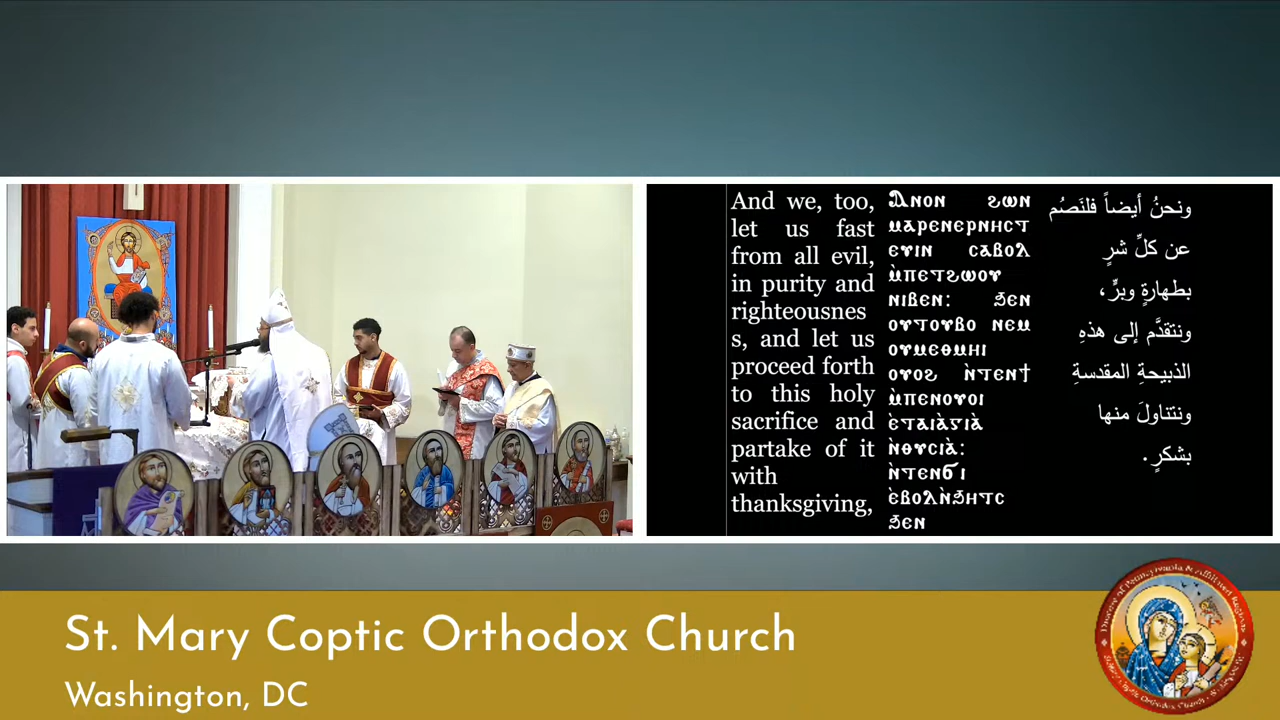 And we, too,
let us fast
from all evil,
in purity and
righteousnes
s, and let us
proceed forth
to this holy
sacrifice and
partake of it
with
thanksgiving,
Ⲁⲛⲟⲛ ϩⲱⲛ
ⲙⲁⲣⲉⲛⲉⲣⲛⲏⲥⲧ
ⲉⲩⲓⲛ ⲥⲁⲃⲟⲗ
ⲙ̀ⲡⲉⲧϩⲱⲟⲩ
ⲛⲓⲃⲉⲛ: ϧⲉⲛ
ⲟⲩⲧⲟⲩⲃⲟ ⲛⲉⲙ
ⲟⲩⲙⲉⲑⲙⲏⲓ
ⲟⲩⲟϩ ⲛ̀ⲧⲉⲛϯ
ⲙ̀ⲡⲉⲛⲟⲩⲟⲓ
ⲉ̀ⲧⲁⲓⲁ̀ⲅⲓⲁ̀
ⲛ̀ⲑⲩⲥⲓⲁ̀:
ⲛ̀ⲧⲉⲛϭⲓ
ⲉ̀ⲃⲟⲗⲛ̀ϧⲏⲧⲥ
ϧⲉⲛ
ونحنُ أيضاً فلنَصُم
عن كلِّ شرٍ
بطهارةٍ وبرٍّ،
ونتقدَّم إلى هذهِ
الذبيحةِ المقدسةِ
ونتناولَ منها
بشكرٍ.
St. Mary Coptic Orthodox Church
Washington, DC